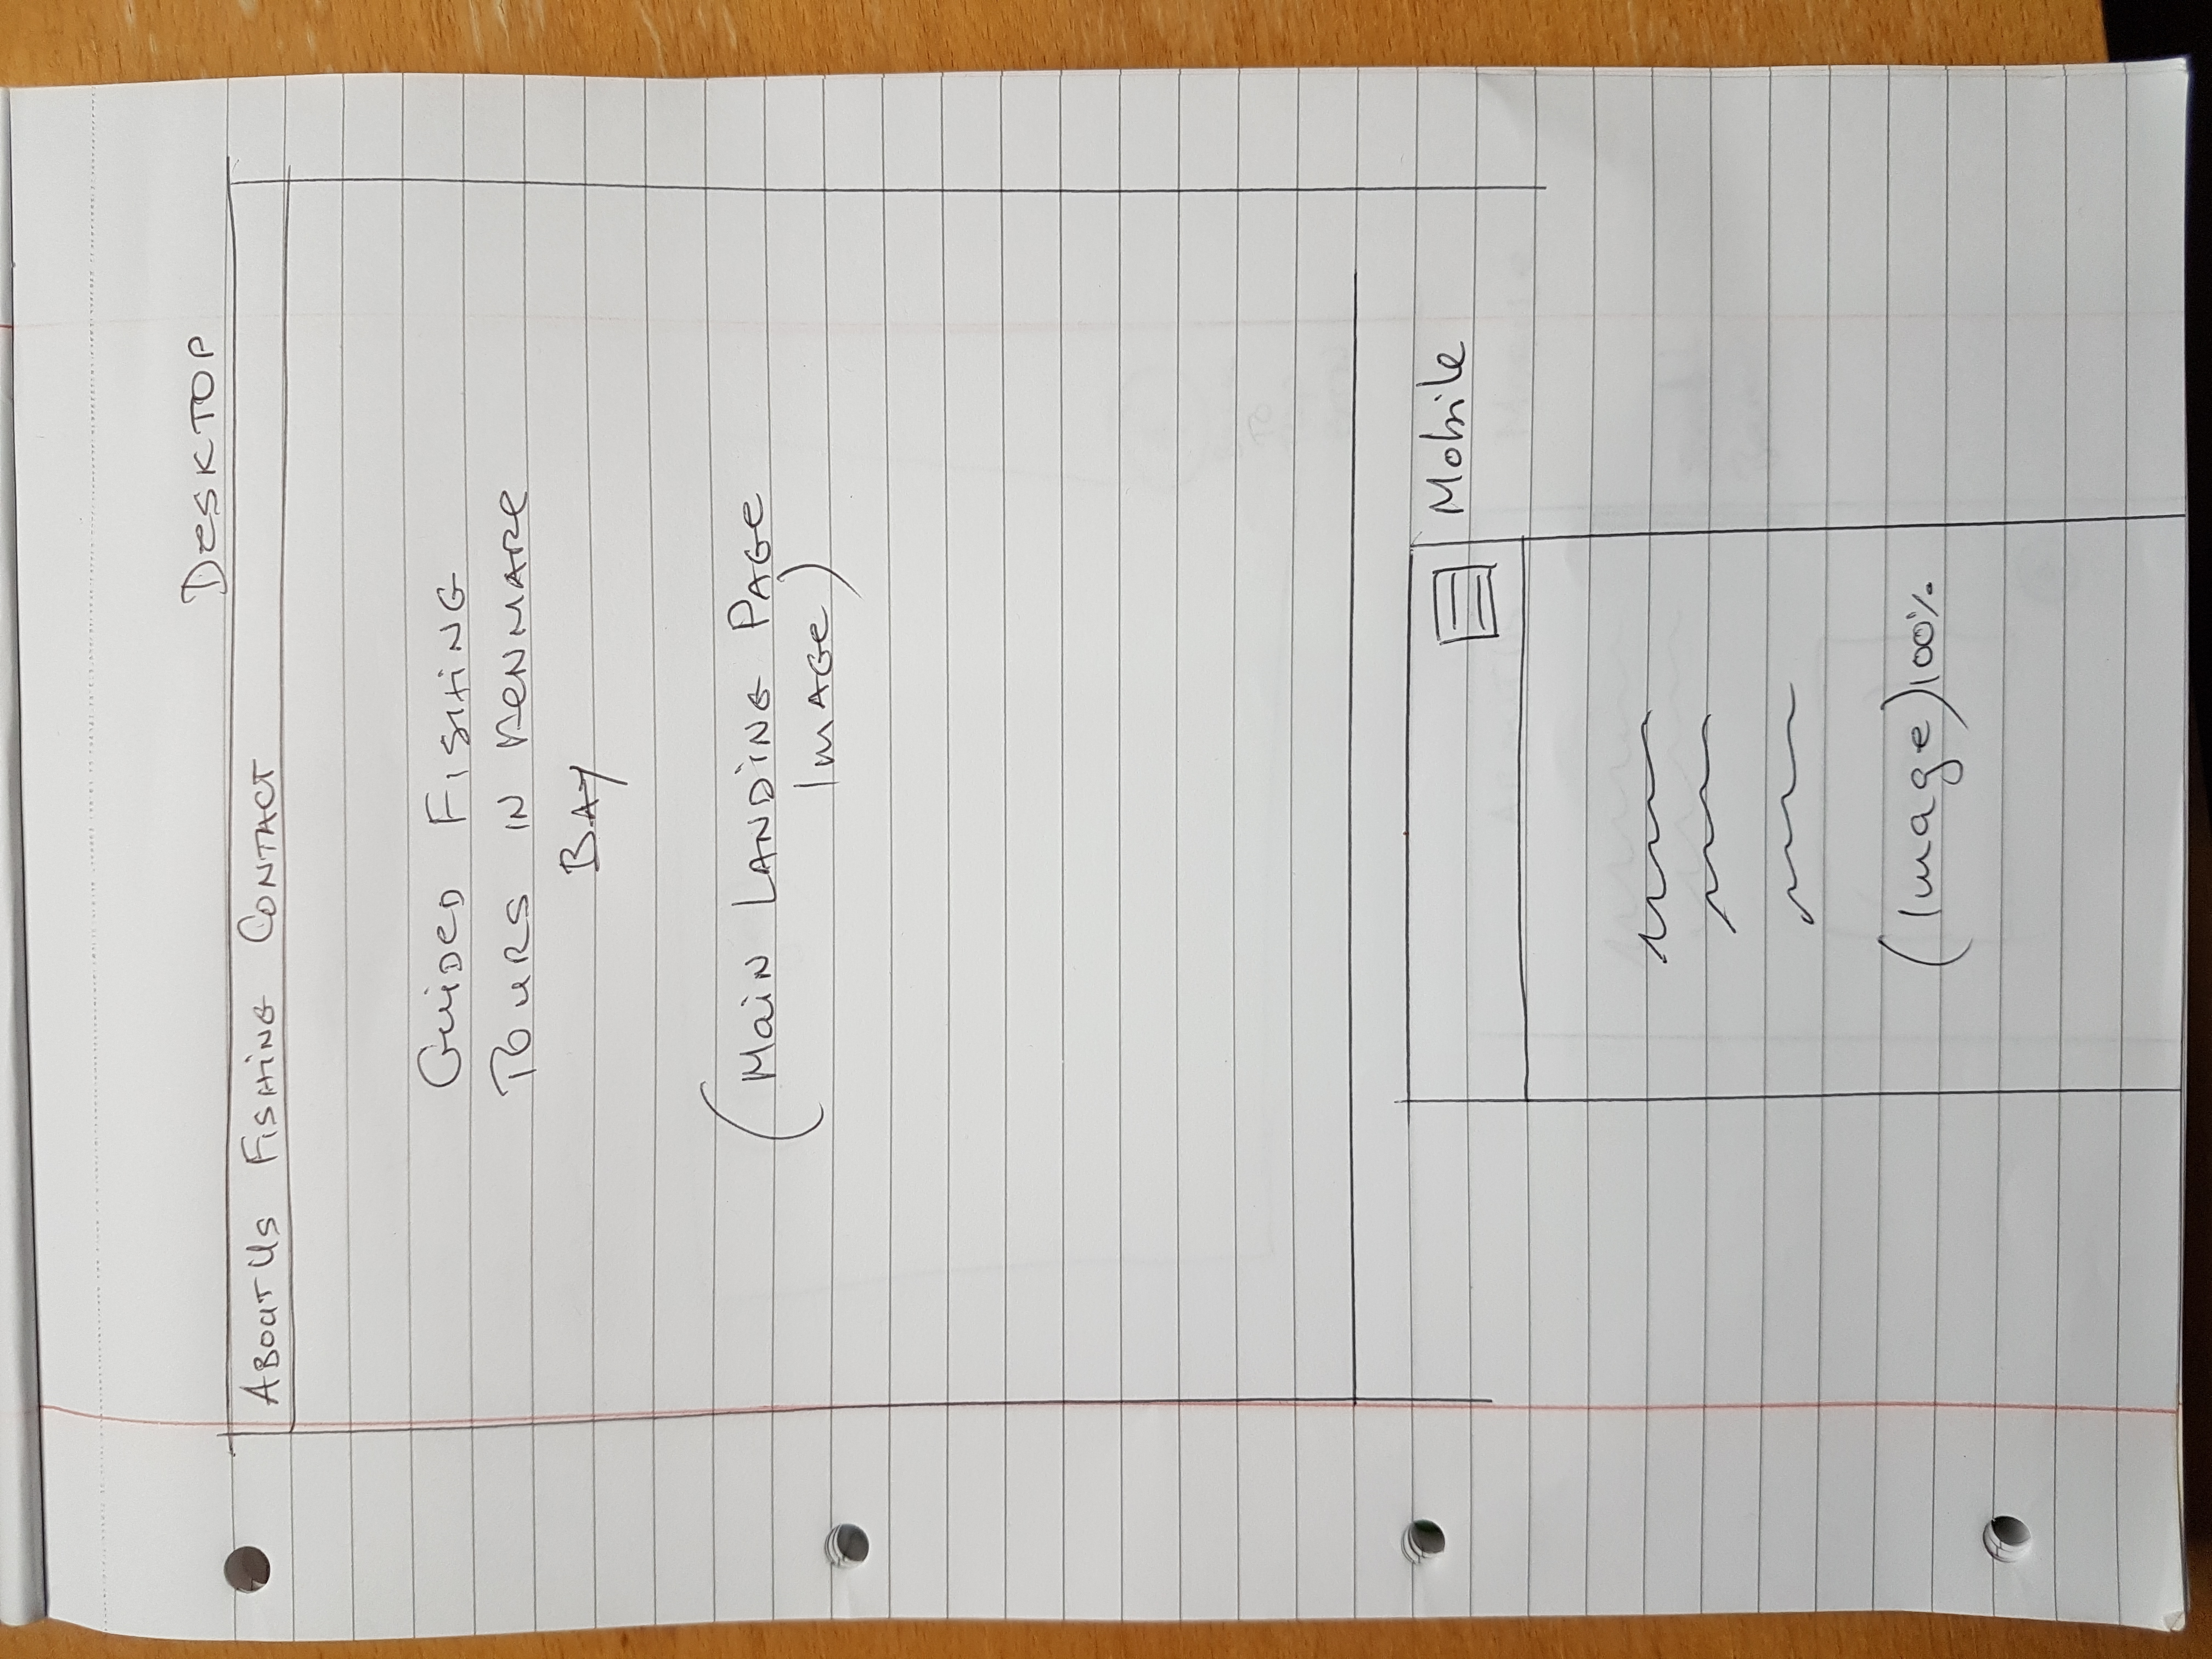 DESKTOP
ABOUT US FISHING CONTACT
GUIDED FISHING
TOURS IN KENMARE
BAY
(MAIN LANDING PAGE
IMAGE)
Mobile
(Image) 100%